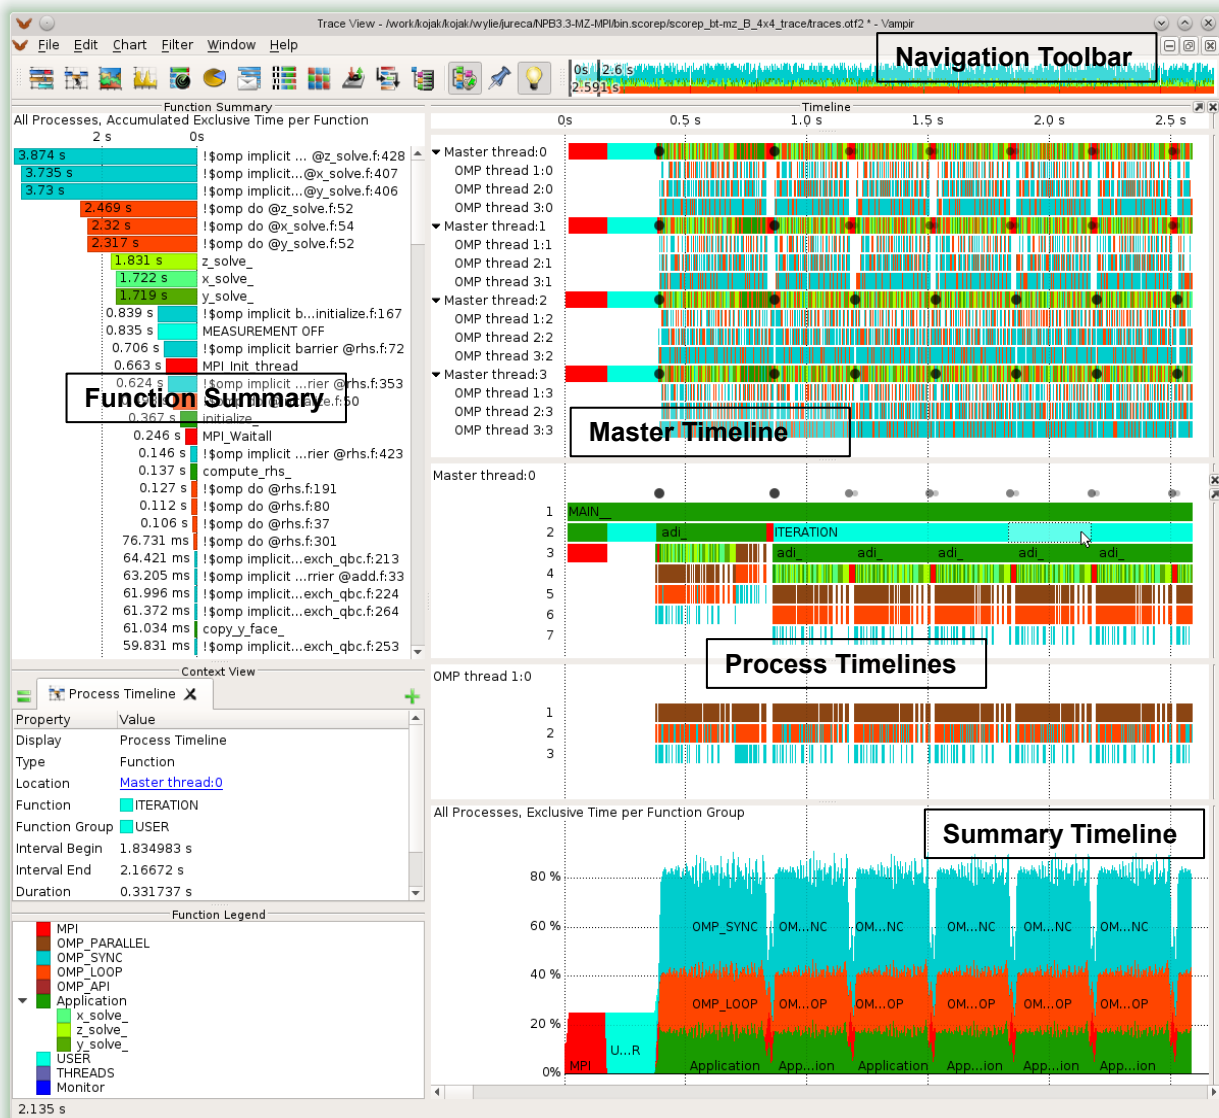 Trace View - /work/kojak/kojak/wylie/jureca/NPB3.3-MZ-MPI/bin.scorep/scorep_bt-mz_B_4x4_trace/traces.otf2 * - Vampir
File Edit Chart Filter Window Help
Navigation Toolbar
0s 2.6 s
2.591 s
Function Summary
All Processes, Accumulated Exclusive Time per Function
2 s 0s
3.874 s !$omp implicit ... @z_solve.f:428
3.735 s !$omp implicit...@x_solve.f:407
3.73 s !$omp implicit...@y_solve.f:406
2.469 s !$omp do @z_solve.f:52
2.32 s !$omp do @x_solve.f:54
2.317 s !$omp do @y_solve.f:52
1.831 s z_solve_
1.722 s x_solve_
1.719 s y_solve_
0.839 s !$omp implicit b...initialize.f:167
0.835 s MEASUREMENT OFF
0.706 s !$omp implicit barrier @rhs.f:72
0.663 s MPI_Init_thread
0.624 s !$omp implicit ...rier @rhs.f:353
Function Summary
0.367 s initialize_
0.246 s MPI_Waitall
0.146 s !$omp implicit ...rier @rhs.f:423
0.137 s compute_rhs_
0.127 s !$omp do @rhs.f:191
0.112 s !$omp do @rhs.f:80
0.106 s !$omp do @rhs.f:37
76.731 ms !$omp do @rhs.f:301
64.421 ms !$omp implicit...exch_qbc.f:213
63.205 ms !$omp implicit ...rrier @add.f:33
61.996 ms !$omp implicit...exch_qbc.f:224
61.372 ms !$omp implicit...exch_qbc.f:264
61.034 ms copy_y_face_
59.831 ms !$omp implicit...exch_qbc.f:253
Context View
Process Timeline
Property Value
Display Process Timeline
Type Function
Location Master thread:0
Function ITERATION
Function Group USER
Interval Begin 1.834983 s
Interval End 2.16672 s
Duration 0.331737 s
Function Legend
MPI
OMP_PARALLEL
OMP_SYNC
OMP_LOOP
OMP_API
Application
x_solve_
z_solve_
y_solve_
USER
THREADS
Monitor
2.135 s
Timeline
0s 0.5 s 1.0 s 1.5 s 2.0 s 2.5 s
Master thread:0
OMP thread 1:0
OMP thread 2:0
OMP thread 3:0
Master thread:1
OMP thread 1:1
OMP thread 2:1
OMP thread 3:1
Master thread:2
OMP thread 1:2
OMP thread 2:2
OMP thread 3:2
Master thread:3
OMP thread 1:3
OMP thread 2:3
OMP thread 3:3
Master Timeline
Master thread:0
1 MAIN__
2 adi_ ITERATION
3 adi_ adi_ adi_ adi_ adi_
4
5
6
7
Process Timelines
OMP thread 1:0
1
2
3
All Processes, Exclusive Time per Function Group
Summary Timeline
80 %
60 % OMP_SYNC OM...NC OM...NC OM...NC OM...NC OM...NC
40 %
OMP_LOOP OM...OP OM...OP OM...OP OM...OP OM...OP
20 %
U...R
0% MPI Application App...ion App...ion App...ion App...ion App...ion